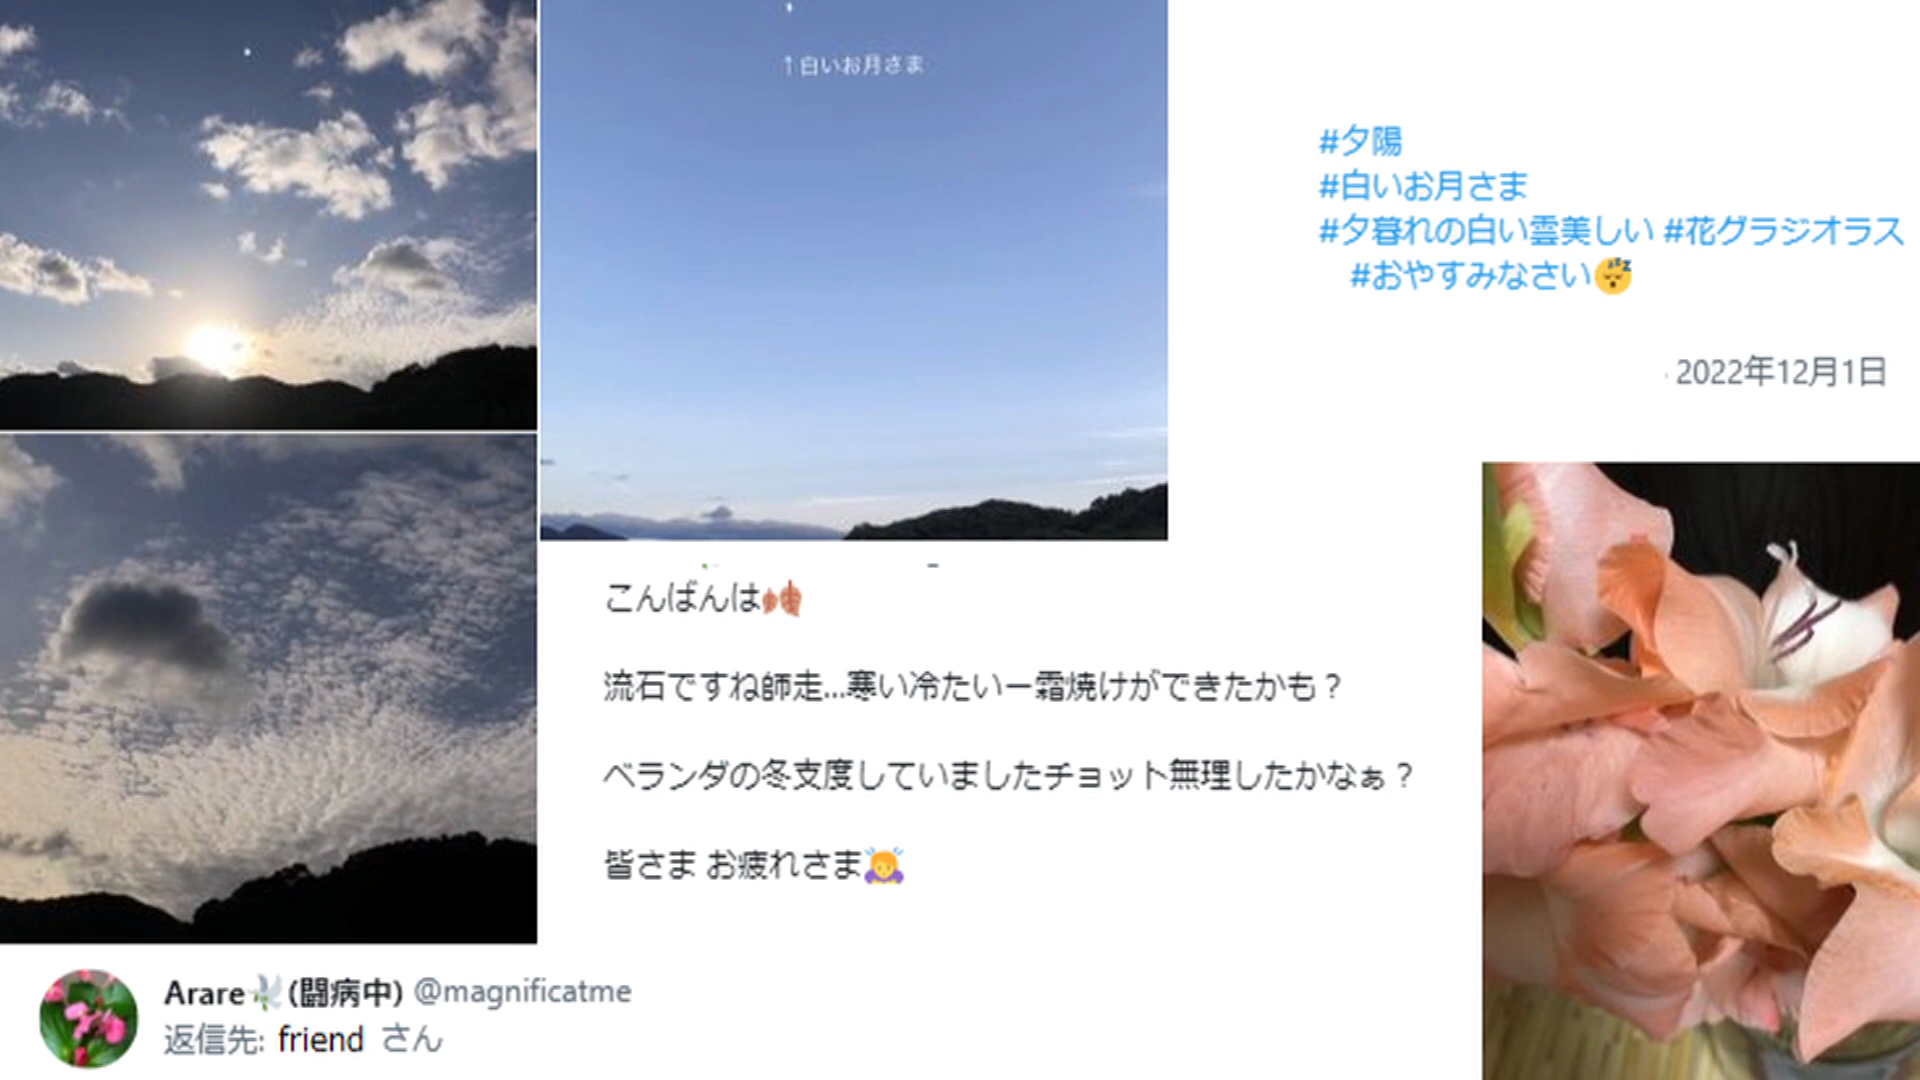 ↑白いお月さま
#夕陽
#白いお月さま
#夕暮れの白い雲美しい #花グラジオラス
#おやすみなさい😴
2022年12月1日
こんばんは🍂
流石ですね師走...寒い冷たいー霜焼けができたかも？
ベランダの冬支度していましたチョット無理したかなぁ？
皆さま お疲れさま🙇‍♀️
Arare🕊(闘病中) @magnificatme
返信先: friend さん